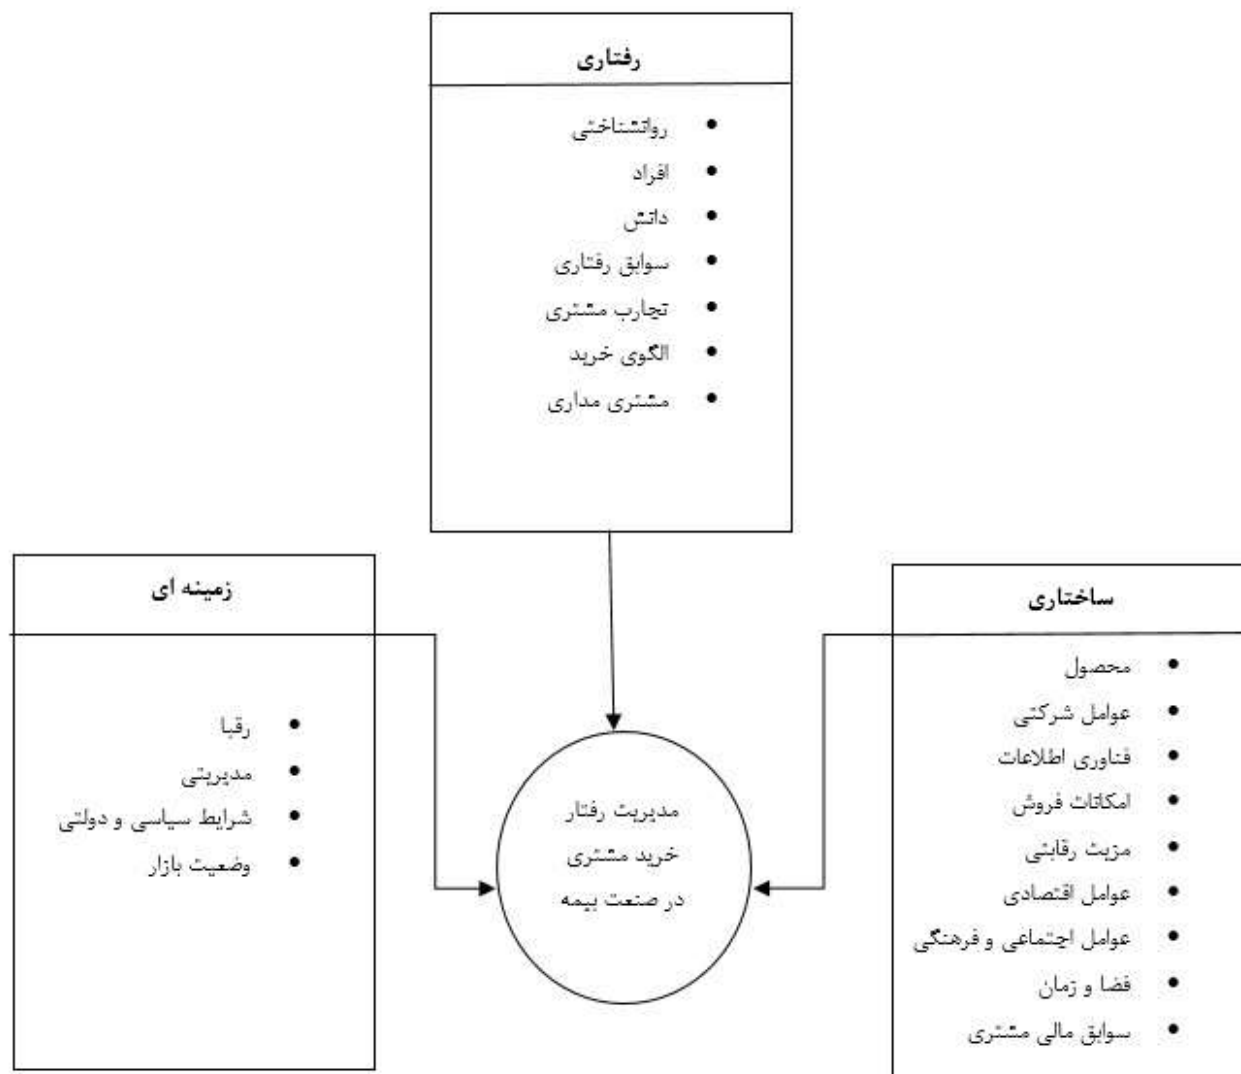 رفتاری
• روانشناختی
• افراد
• دانش
• سوابق رفتاری
• تجارب مشتری
• الگوی خرید
• مشتری مداری
ساختاری
• محصول
• عوامل شرکتی
• فناوری اطلاعات
• امکانات فروش
• مزیت رقابتی
• عوامل اقتصادی
• عوامل اجتماعی و فرهنگی
• فضا و زمان
• سوابق مالی مشتری
مدیریت رفتار
خرید مشتری
در صنعت بیمه
زمینه ای
• رقبا
• مدیریتی
• شرایط سیاسی و دولتی
• وضعیت بازار